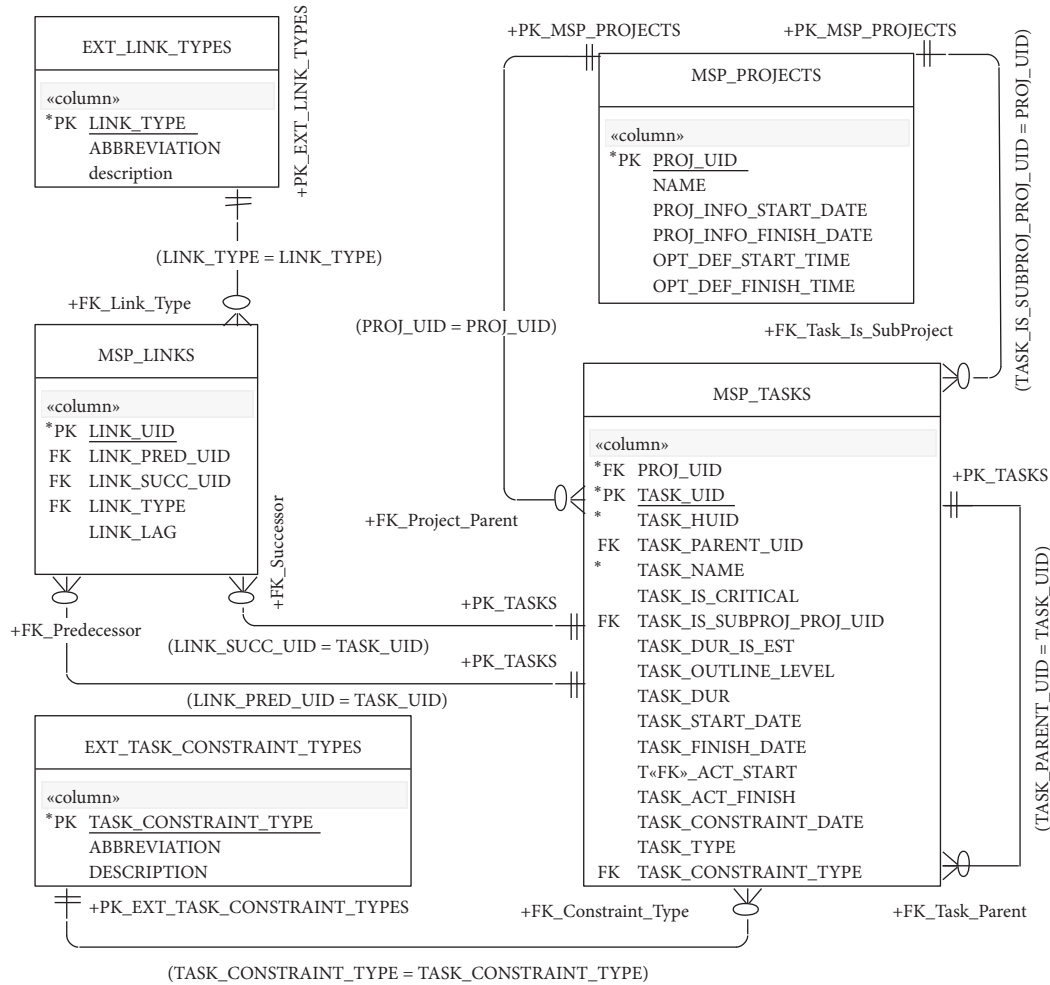 EXT_LINK_TYPES
«column»
*PK LINK_TYPE
ABBREVIATION
description
+PK_EXT_LINK_TYPES
(LINK_TYPE = LINK_TYPE)
+FK_Link_Type
MSP_LINKS
«column»
*PK LINK_UID
FK LINK_PRED_UID
FK LINK_SUCC_UID
FK LINK_TYPE
LINK_LAG
+FK_Successor
+FK_Predecessor
(LINK_SUCC_UID = TASK_UID)
+PK_TASKS
(LINK_PRED_UID = TASK_UID)
+PK_TASKS
EXT_TASK_CONSTRAINT_TYPES
«column»
*PK TASK_CONSTRAINT_TYPE
ABBREVIATION
DESCRIPTION
+PK_EXT_TASK_CONSTRAINT_TYPES
(TASK_CONSTRAINT_TYPE = TASK_CONSTRAINT_TYPE)
+FK_Constraint_Type
+PK_MSP_PROJECTS
+PK_MSP_PROJECTS
MSP_PROJECTS
«column»
*PK PROJ_UID
NAME
PROJ_INFO_START_DATE
PROJ_INFO_FINISH_DATE
OPT_DEF_START_TIME
OPT_DEF_FINISH_TIME
(PROJ_UID = PROJ_UID)
+FK_Task_Is_SubProject
(TASK_IS_SUBPROJ_PROJ_UID = PROJ_UID)
+FK_Project_Parent
MSP_TASKS
«column»
*FK PROJ_UID
*PK TASK_UID
* TASK_HUID
FK TASK_PARENT_UID
* TASK_NAME
TASK_IS_CRITICAL
FK TASK_IS_SUBPROJ_PROJ_UID
TASK_DUR_IS_EST
TASK_OUTLINE_LEVEL
TASK_DUR
TASK_START_DATE
TASK_FINISH_DATE
T«FK»_ACT_START
TASK_ACT_FINISH
TASK_CONSTRAINT_DATE
TASK_TYPE
FK TASK_CONSTRAINT_TYPE
+PK_TASKS
(TASK_PARENT_UID = TASK_UID)
+FK_Task_Parent